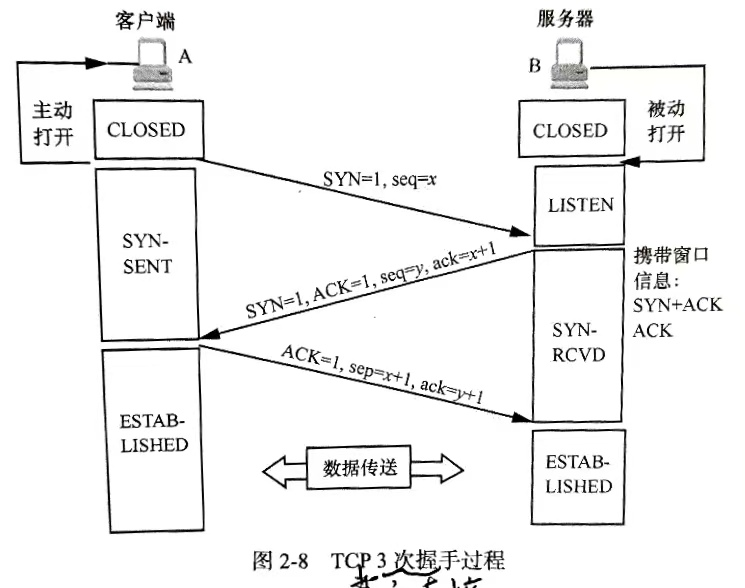 客户端
服务器
A
B
主动
打开
被动
打开
CLOSED
CLOSED
SYN=1, seq=x
LISTEN
SYN-
SENT
SYN=1, ACK=1, seq=y, ack=x+1
携带窗口
信息:
SYN+ACK
ACK
SYN-
RCVD
ACK=1, sep=x+1, ack=y+1
ESTAB-
LISHED
数据传送
ESTAB-
LISHED
图 2-8 TCP 3 次握手过程